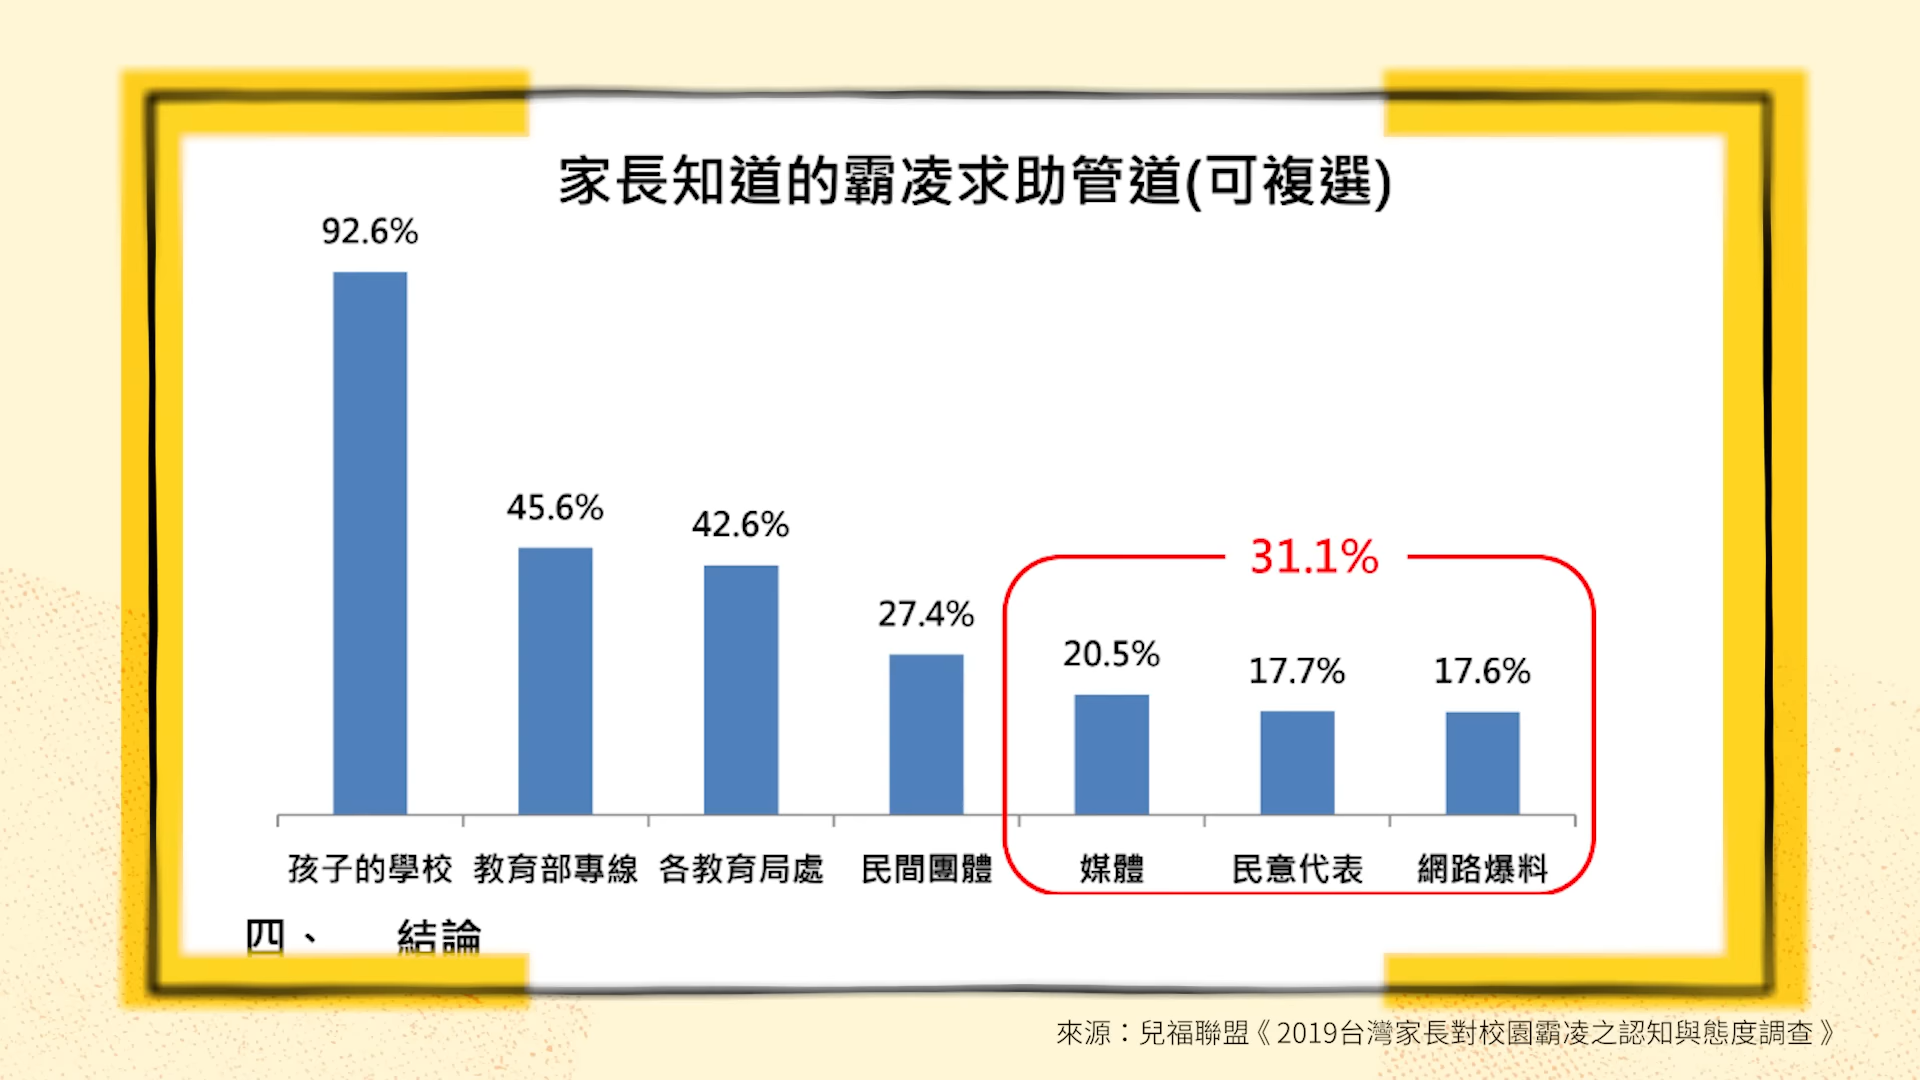 家長知道的霸凌求助管道(可複選)
92.6%
45.6%
42.6%
27.4%
31.1%
20.5%
17.7%
17.6%
孩子的學校
教育部專線
各教育局處
民間團體
媒體
民意代表
網路爆料
四、 結論
來源：兒福聯盟《2019台灣家長對校園霸凌之認知與態度調查》